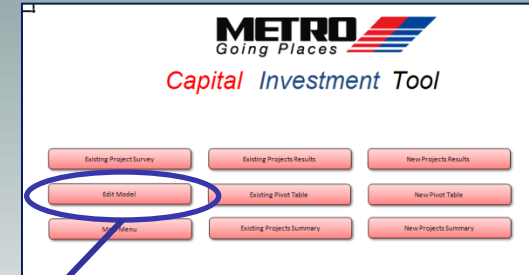 METRO
Going Places
Capital Investment Tool
Existing Project Survey Existing Projects Results New Projects Results
Edit Model Existing Pivot Table New Pivot Table
Main Menu Existing Projects Summary New Projects Summary